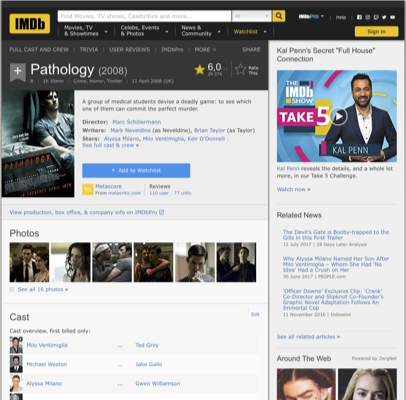 IMDb
Find Movies, TV shows, Celebrities and more...
All
IMDbPro
Help
Movies, TV & Showtimes
Celebs, Events & Photos
News & Community
Watchlist
Sign in
FULL CAST AND CREW | TRIVIA | USER REVIEWS | IMDbPro | MORE
SHARE
Pathology (2008)
6,0
Rate This
1h 35min | Crime, Horror, Thriller | 11 April 2008 (UK)
PATHOLOGY
A group of medical students devise a deadly game: to see which
one of them can commit the perfect murder.
Director: Marc Schölermann
Writers: Mark Neveldine (as Neveldine), Brian Taylor (as Taylor)
Stars: Alyssa Milano, Milo Ventimiglia, Keir O'Donnell
See full cast & crew »
+ Add to Watchlist
Metascore
From metacritic.com
Reviews
110 user | 77 critic
View production, box office, & company info on IMDbPro
Photos
See all 16 photos »
Cast
Edit
Cast overview, first billed only:
Milo Ventimiglia ... Ted Grey
Michael Weston ... Jake Gallo
Alyssa Milano ... Gwen Williamson
Kal Penn's Secret "Full House"
Connection
THE IMDb SHOW
TAKE 5
KAL PENN
Kal Penn reveals the details, and a whole lot
more, in our Take 5 Challenge.
Watch now »
Related News
The Devil's Gate is Booby-trapped to the
Gills in this First Trailer
12 July 2017 | 28 Days Later Analysis
Why Alyssa Milano Named Her Son After
Milo Ventimiglia – Whom She Had 'No
Idea' Had a Crush on Her
30 June 2017 | PEOPLE.com
'Officer Downe' Exclusive Clip: 'Crank'
Co-Director and Slipknot Co-Founder's
Graphic Novel Adaptation Follows An
Immortal Cop
11 November 2016 | Indiewire
See all related articles »
Around The Web
Powered by ZergNet